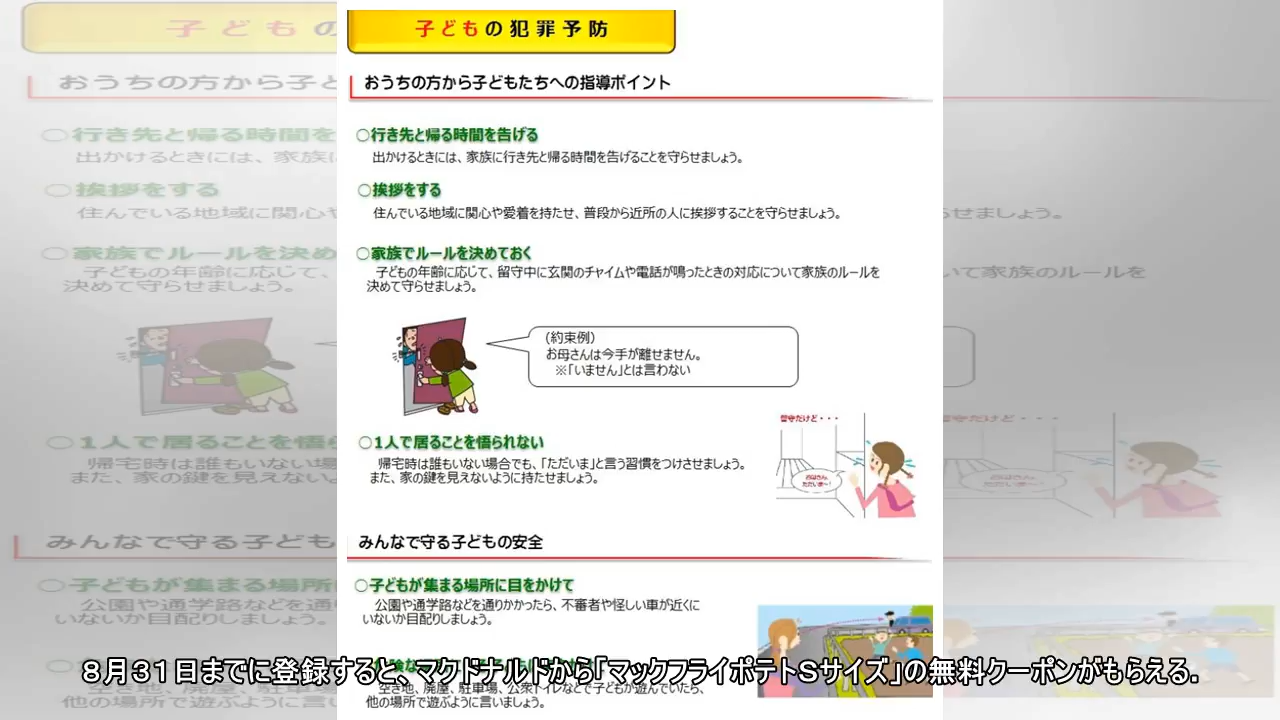 子どもの犯罪予防
おうちの方から子どもたちへの指導ポイント
○行き先と帰る時間を告げる
出かけるときには、家族に行き先と帰る時間を告げることを守らせましょう。
○挨拶をする
住んでいる地域に関心や愛着を持たせ、普段から近所の人に挨拶することを守らせましょう。
○家族でルールを決めておく
子どもの年齢に応じて、留守中に玄関のチャイムや電話が鳴ったときの対応について家族のルールを
決めて守らせましょう。
(約束例)
お母さんは今手が離せません。
※「いません」とは言わない
○1人で居ることを悟られない
帰宅時は誰もいない場合でも、「ただいま」と言う習慣をつけさせましょう。
また、家の鍵を見えないように持たせましょう。
留守だけど・・・
お母さん、
ただいま〜！
みんなで守る子どもの安全
○子どもが集まる場所に目をかけて
公園や通学路などを通りかかったら、不審者や怪しい車が近くに
いないか目配りしましょう。
８月３１日までに登録すると、マクドナルドから「マックフライポテトＳサイズ」の無料クーポンがもらえる.
空き地、廃屋、駐車場、公衆トイレなどで子どもが遊んでいたら、
他の場所で遊ぶように言いましょう。